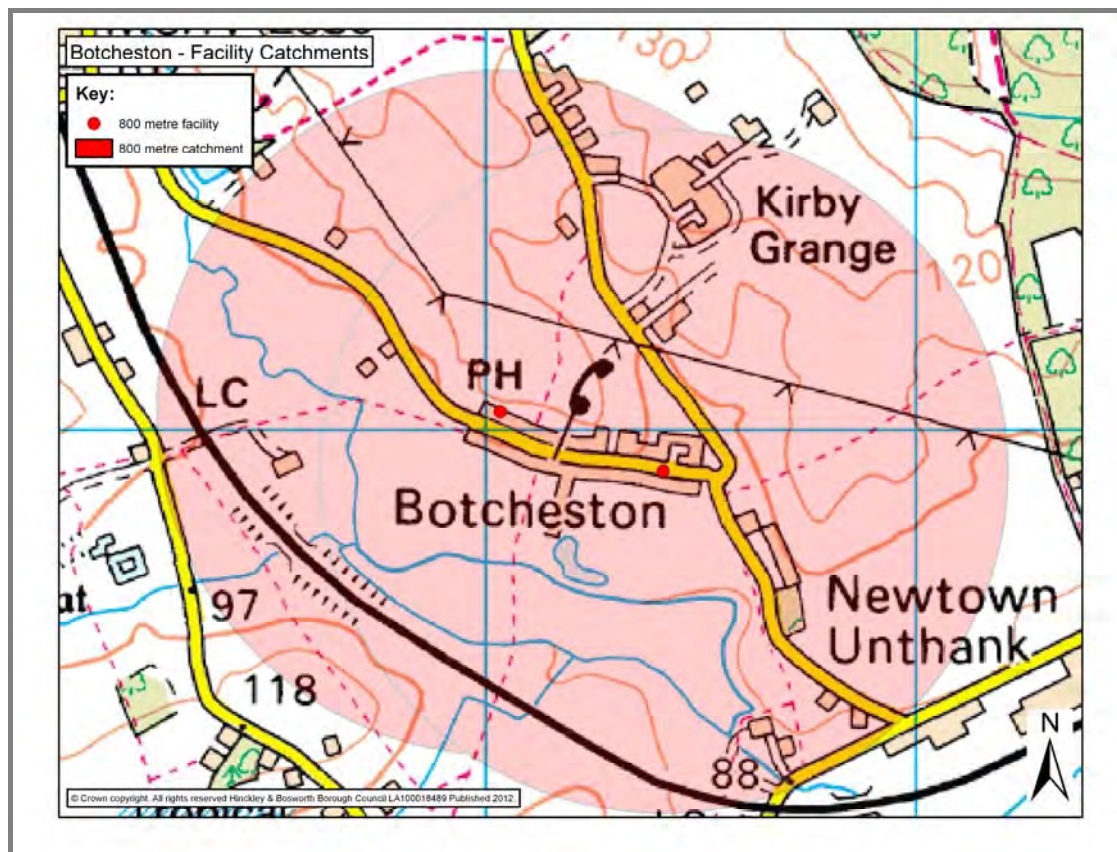 Botcheston - Facility Catchments
Key:
800 metre facility
800 metre catchment
130
Kirby
Grange
120
PH
LC
Botcheston
Newtown
Unthank
97
118
88
N
© Crown copyright. All rights reserved Hinckley & Bosworth Borough Council LA100018489 Published 2012.